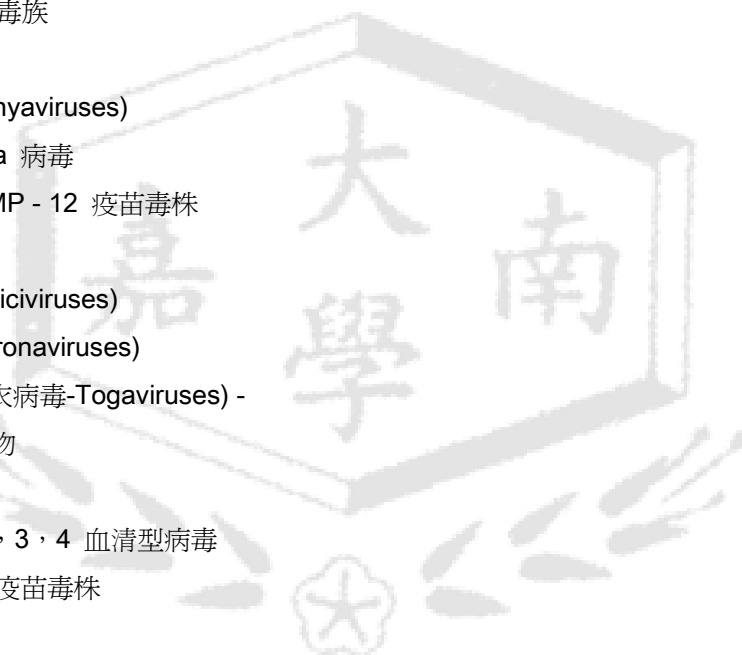 毒族
nyaviruses)
a 病毒
MP - 12 疫苗毒株
iciviruses)
ronaviruses)
衣病毒-Togaviruses) -
物
,3,4 血清型病毒
疫苗毒株
大
嘉 南
學